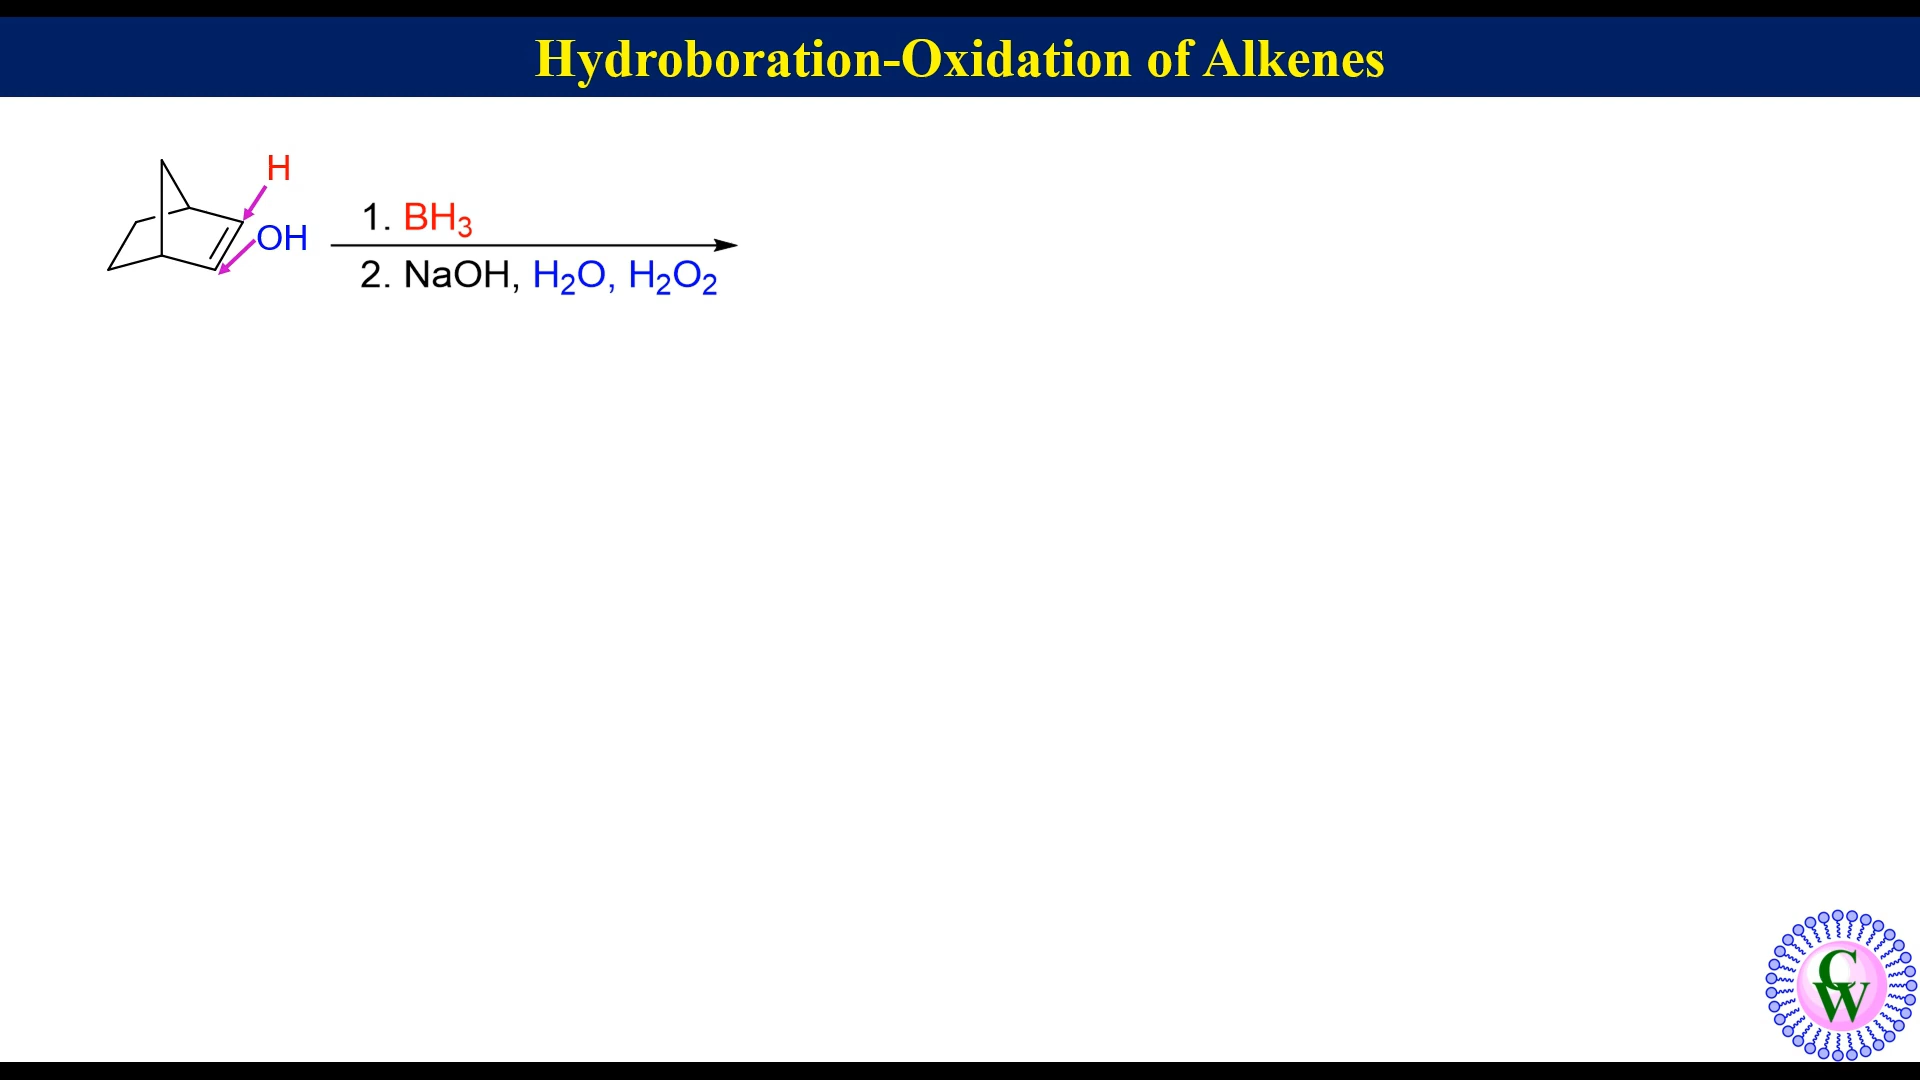 Hydroboration-Oxidation of Alkenes
H
OH
1. BH₃
2. NaOH, H₂O, H₂O₂
CW